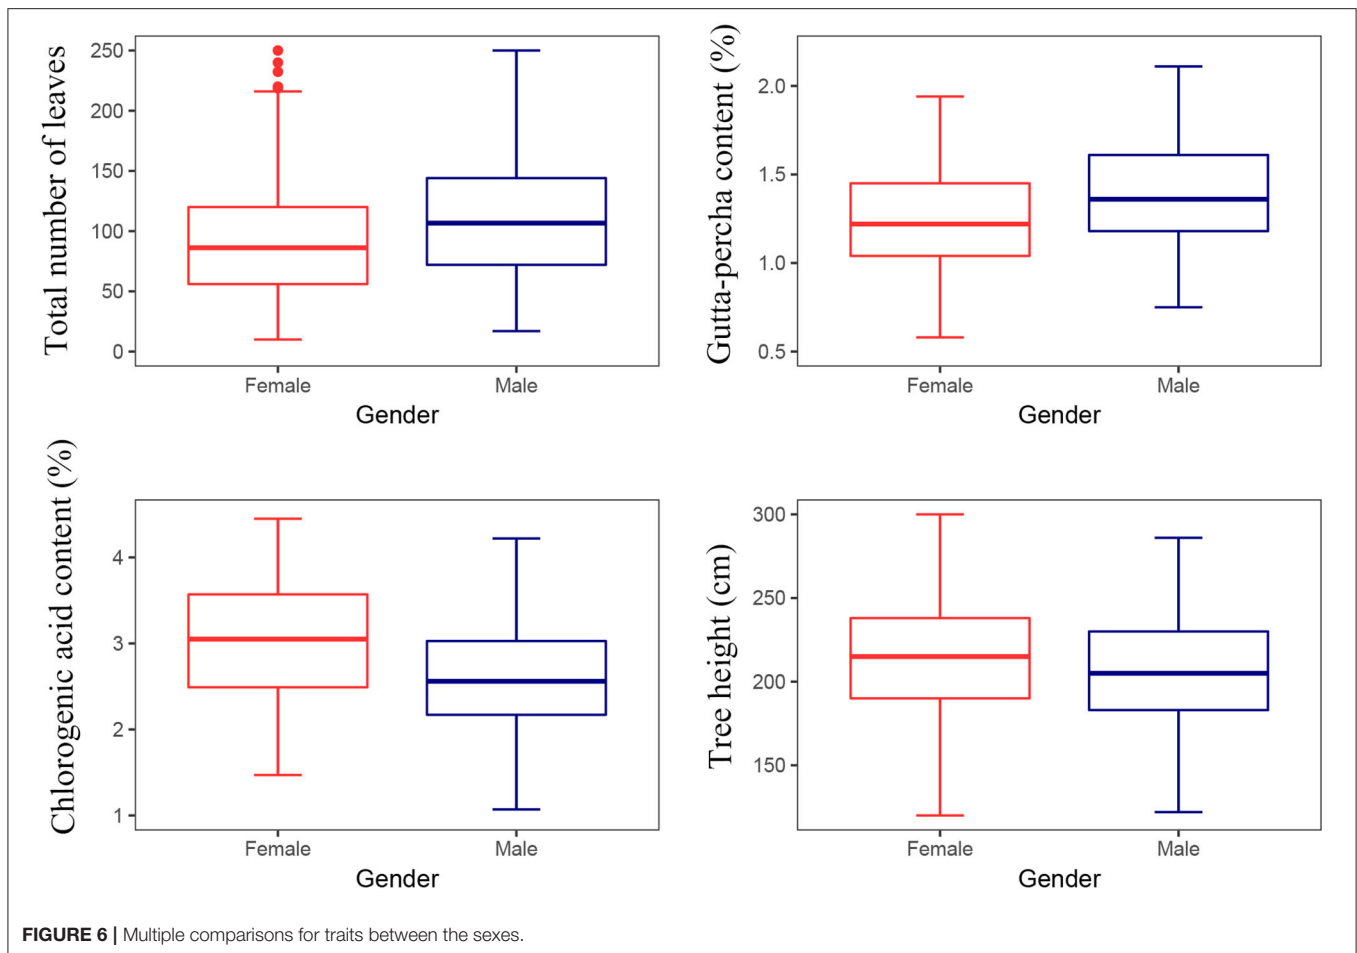 Total number of leaves
250
200
150
100
50
0
Female
Male
Gender
Gutta-percha content (%)
2.0
1.5
1.0
0.5
Female
Male
Gender
Chlorogenic acid content (%)
4
3
2
1
Female
Male
Gender
Tree height (cm)
300
250
200
150
Female
Male
Gender
FIGURE 6 | Multiple comparisons for traits between the sexes.